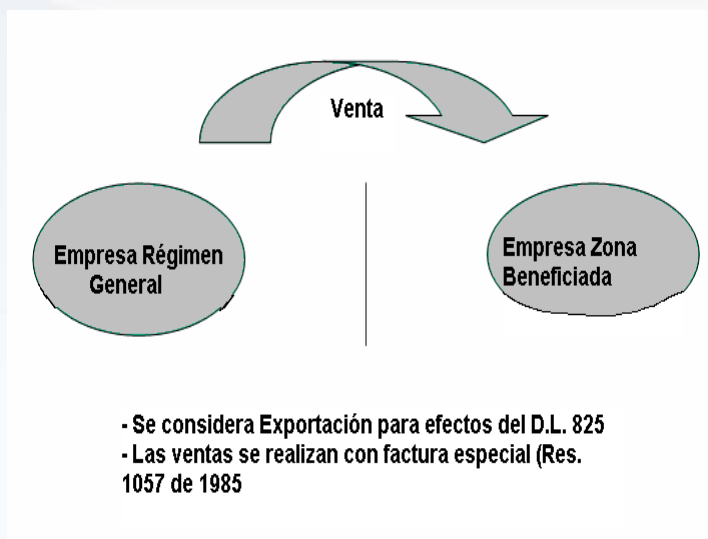 Venta
Empresa Régimen
General
Empresa Zona
Beneficiada
- Se considera Exportación para efectos del D.L. 825
- Las ventas se realizan con factura especial (Res.
1057 de 1985